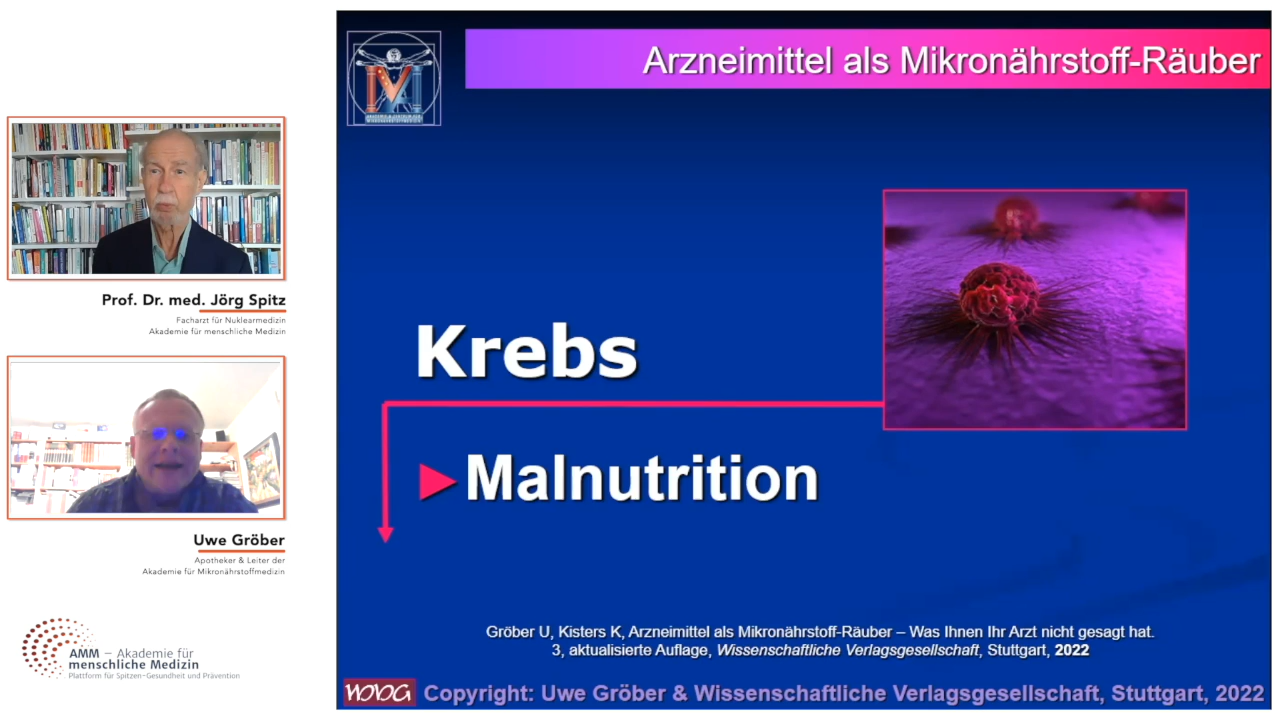 Arzneimittel als Mikronährstoff-Räuber
Prof. Dr. med. Jörg Spitz
Facharzt für Nuklearmedizin
Akademie für menschliche Medizin
Krebs
Malnutrition
Uwe Gröber
Apotheker & Leiter der
Akademie für Mikronährstoffmedizin
AMM – Akademie für
menschliche Medizin
Plattform für Spitzen-Gesundheit und Prävention
Gröber U, Kisters K, Arzneimittel als Mikronährstoff-Räuber – Was Ihnen Ihr Arzt nicht gesagt hat.
3, aktualisierte Auflage, Wissenschaftliche Verlagsgesellschaft, Stuttgart, 2022
WVG Copyright: Uwe Gröber & Wissenschaftliche Verlagsgesellschaft, Stuttgart, 2022